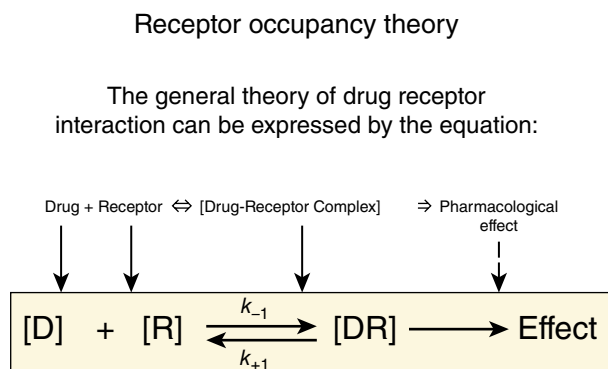 Receptor occupancy theory
The general theory of drug receptor
interaction can be expressed by the equation:
Drug + Receptor ⇔ [Drug-Receptor Complex] ⇒ Pharmacological
effect
k–1
[D] + [R] [DR] Effect
k+1